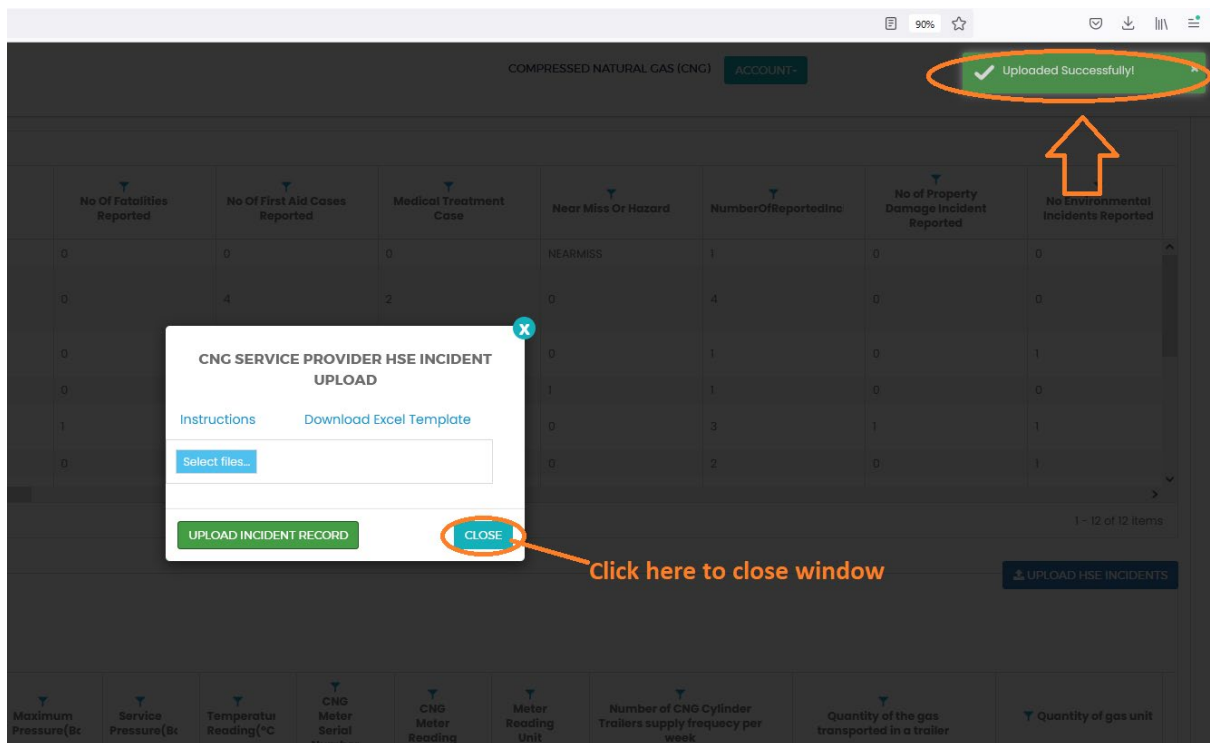 90%
COMPRESSED NATURAL GAS (CNG) ACCOUNT
Uploaded Successfully! ×
No Of Fatalities
Reported
No Of First Aid Cases
Reported
Medical Treatment
Case
Near Miss Or Hazard
NumberOfReportedInc
No of Property
Damage Incident
Reported
No Environmental
Incidents Reported
0 0 0 NEARMISS 1 0 0
0 4 2 0 4 0 0
0 0 1 0 1
0 1 1 0 0
1 0 3 1 1
0 0 2 0 1
X
CNG SERVICE PROVIDER HSE INCIDENT
UPLOAD
Instructions Download Excel Template
Select files...
UPLOAD INCIDENT RECORD CLOSE
1 - 12 of 12 items
Click here to close window
UPLOAD HSE INCIDENTS
Maximum
Pressure(Bc
Service
Pressure(Bc
Temperatur
Reading(°C
CNG
Meter
Serial
CNG
Meter
Reading
Meter
Reading
Unit
Number of CNG Cylinder
Trailers supply frequecy per
week
Quantity of the gas
transported in a trailer
Quantity of gas unit